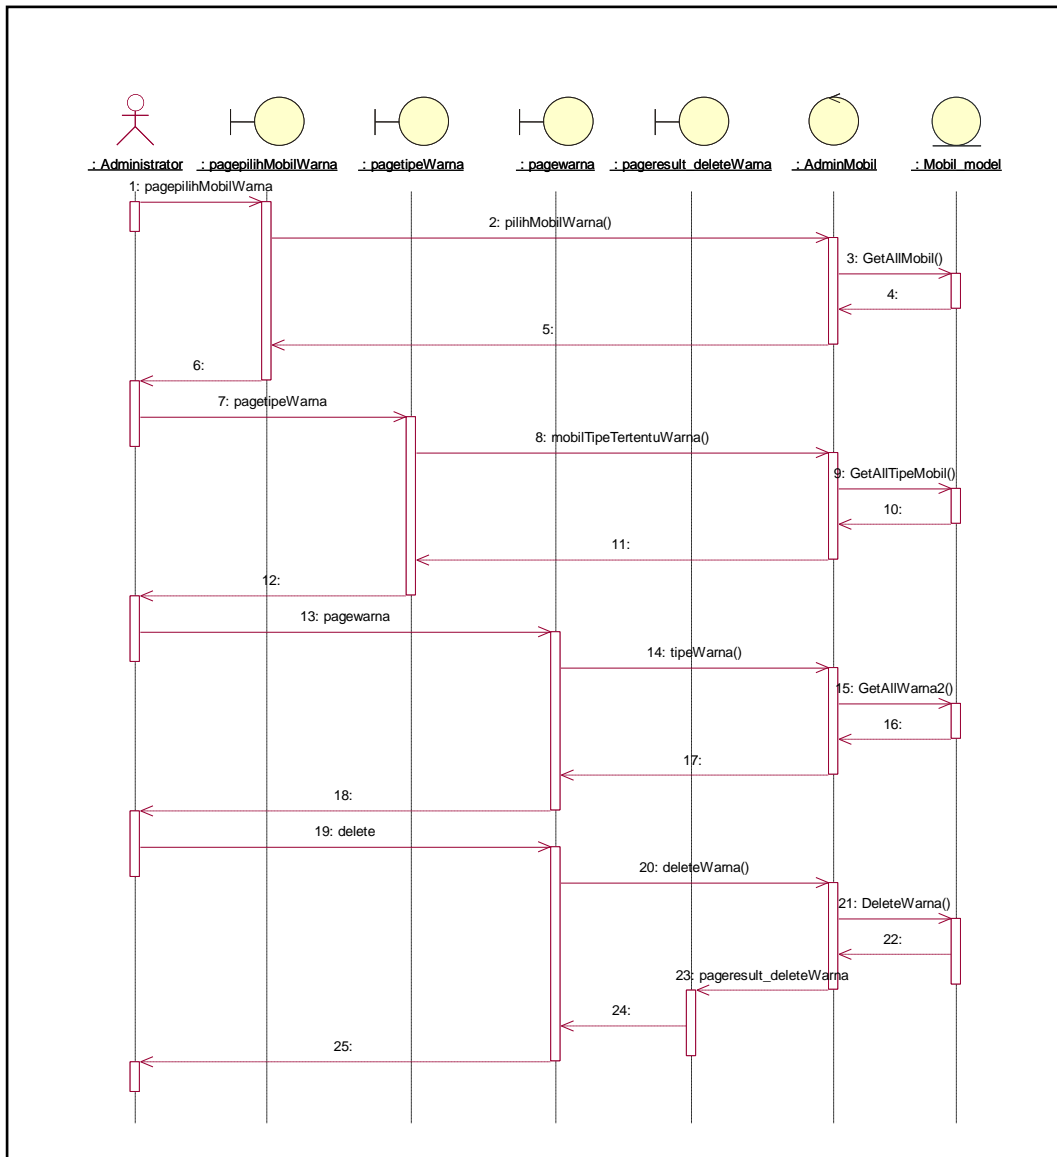 : Administrator
: pagepilihMobilWarna
: pagetipeWarna
: pagewarna
: pageresult_deleteWarna
: AdminMobil
: Mobil_model
1: pagepilihMobilWarna
2: pilihMobilWarna()
3: GetAllMobil()
4:
5:
6:
7: pagetipeWarna
8: mobilTipeTertentuWarna()
9: GetAllTipeMobil()
10:
11:
12:
13: pagewarna
14: tipeWarna()
15: GetAllWarna2()
16:
17:
18:
19: delete
20: deleteWarna()
21: DeleteWarna()
22:
23: pageresult_deleteWarna
24:
25: